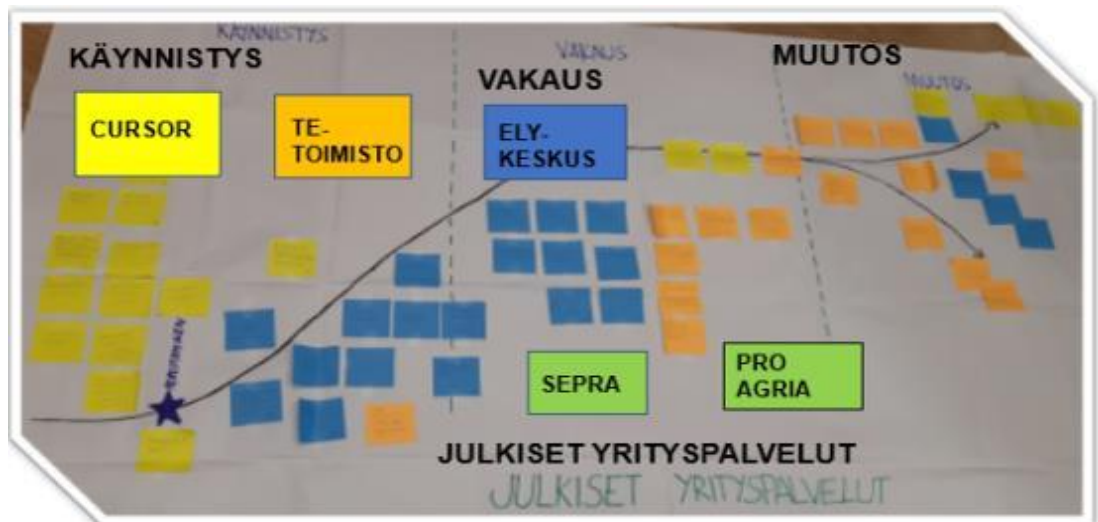 KÄYNNISTYS
VAKAUS
MUUTOS
KÄYNNISTYS
VAKAUS
MUUTOS
CURSOR
TE-
TOIMISTO
ELY-
KESKUS
SEPRA
PRO
AGRIA
JULKISET YRITYSPALVELUT
JULKISET YRITYSPALVELUT